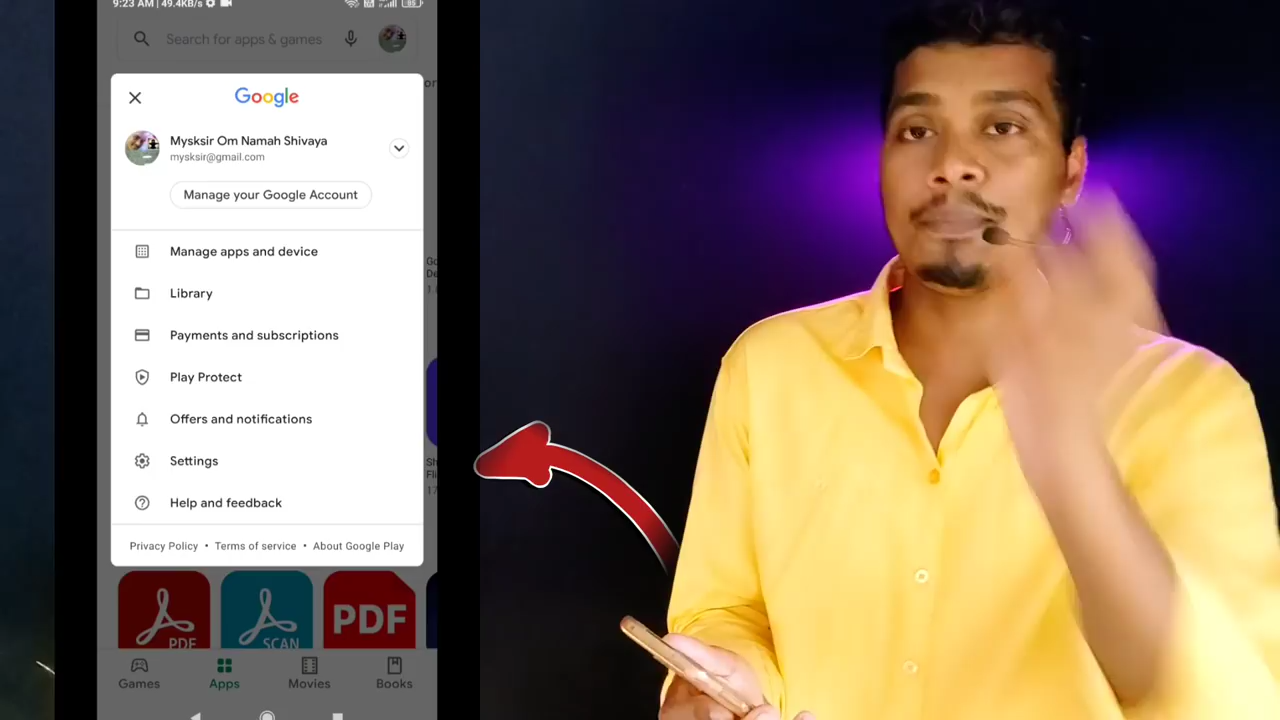 9:23 AM | 49.4KB/s
Search for apps & games
Google
Mysksir Om Namah Shivaya
mysksir@gmail.com
Manage your Google Account
Manage apps and device
Library
Payments and subscriptions
Play Protect
Offers and notifications
Settings
Help and feedback
Privacy Policy • Terms of service • About Google Play
PDF
SCAN
PDF
Games
Apps
Movies
Books